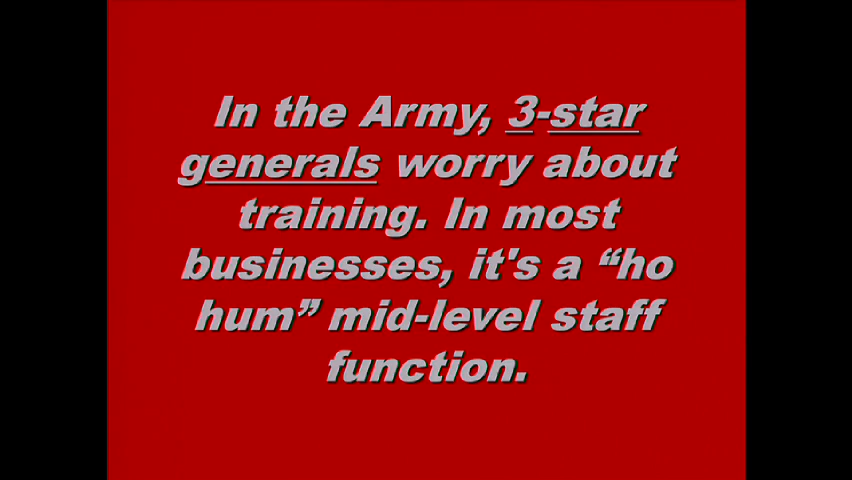 In the Army, 3-star
generals worry about
training. In most
businesses, it's a “ho
hum” mid-level staff
function.